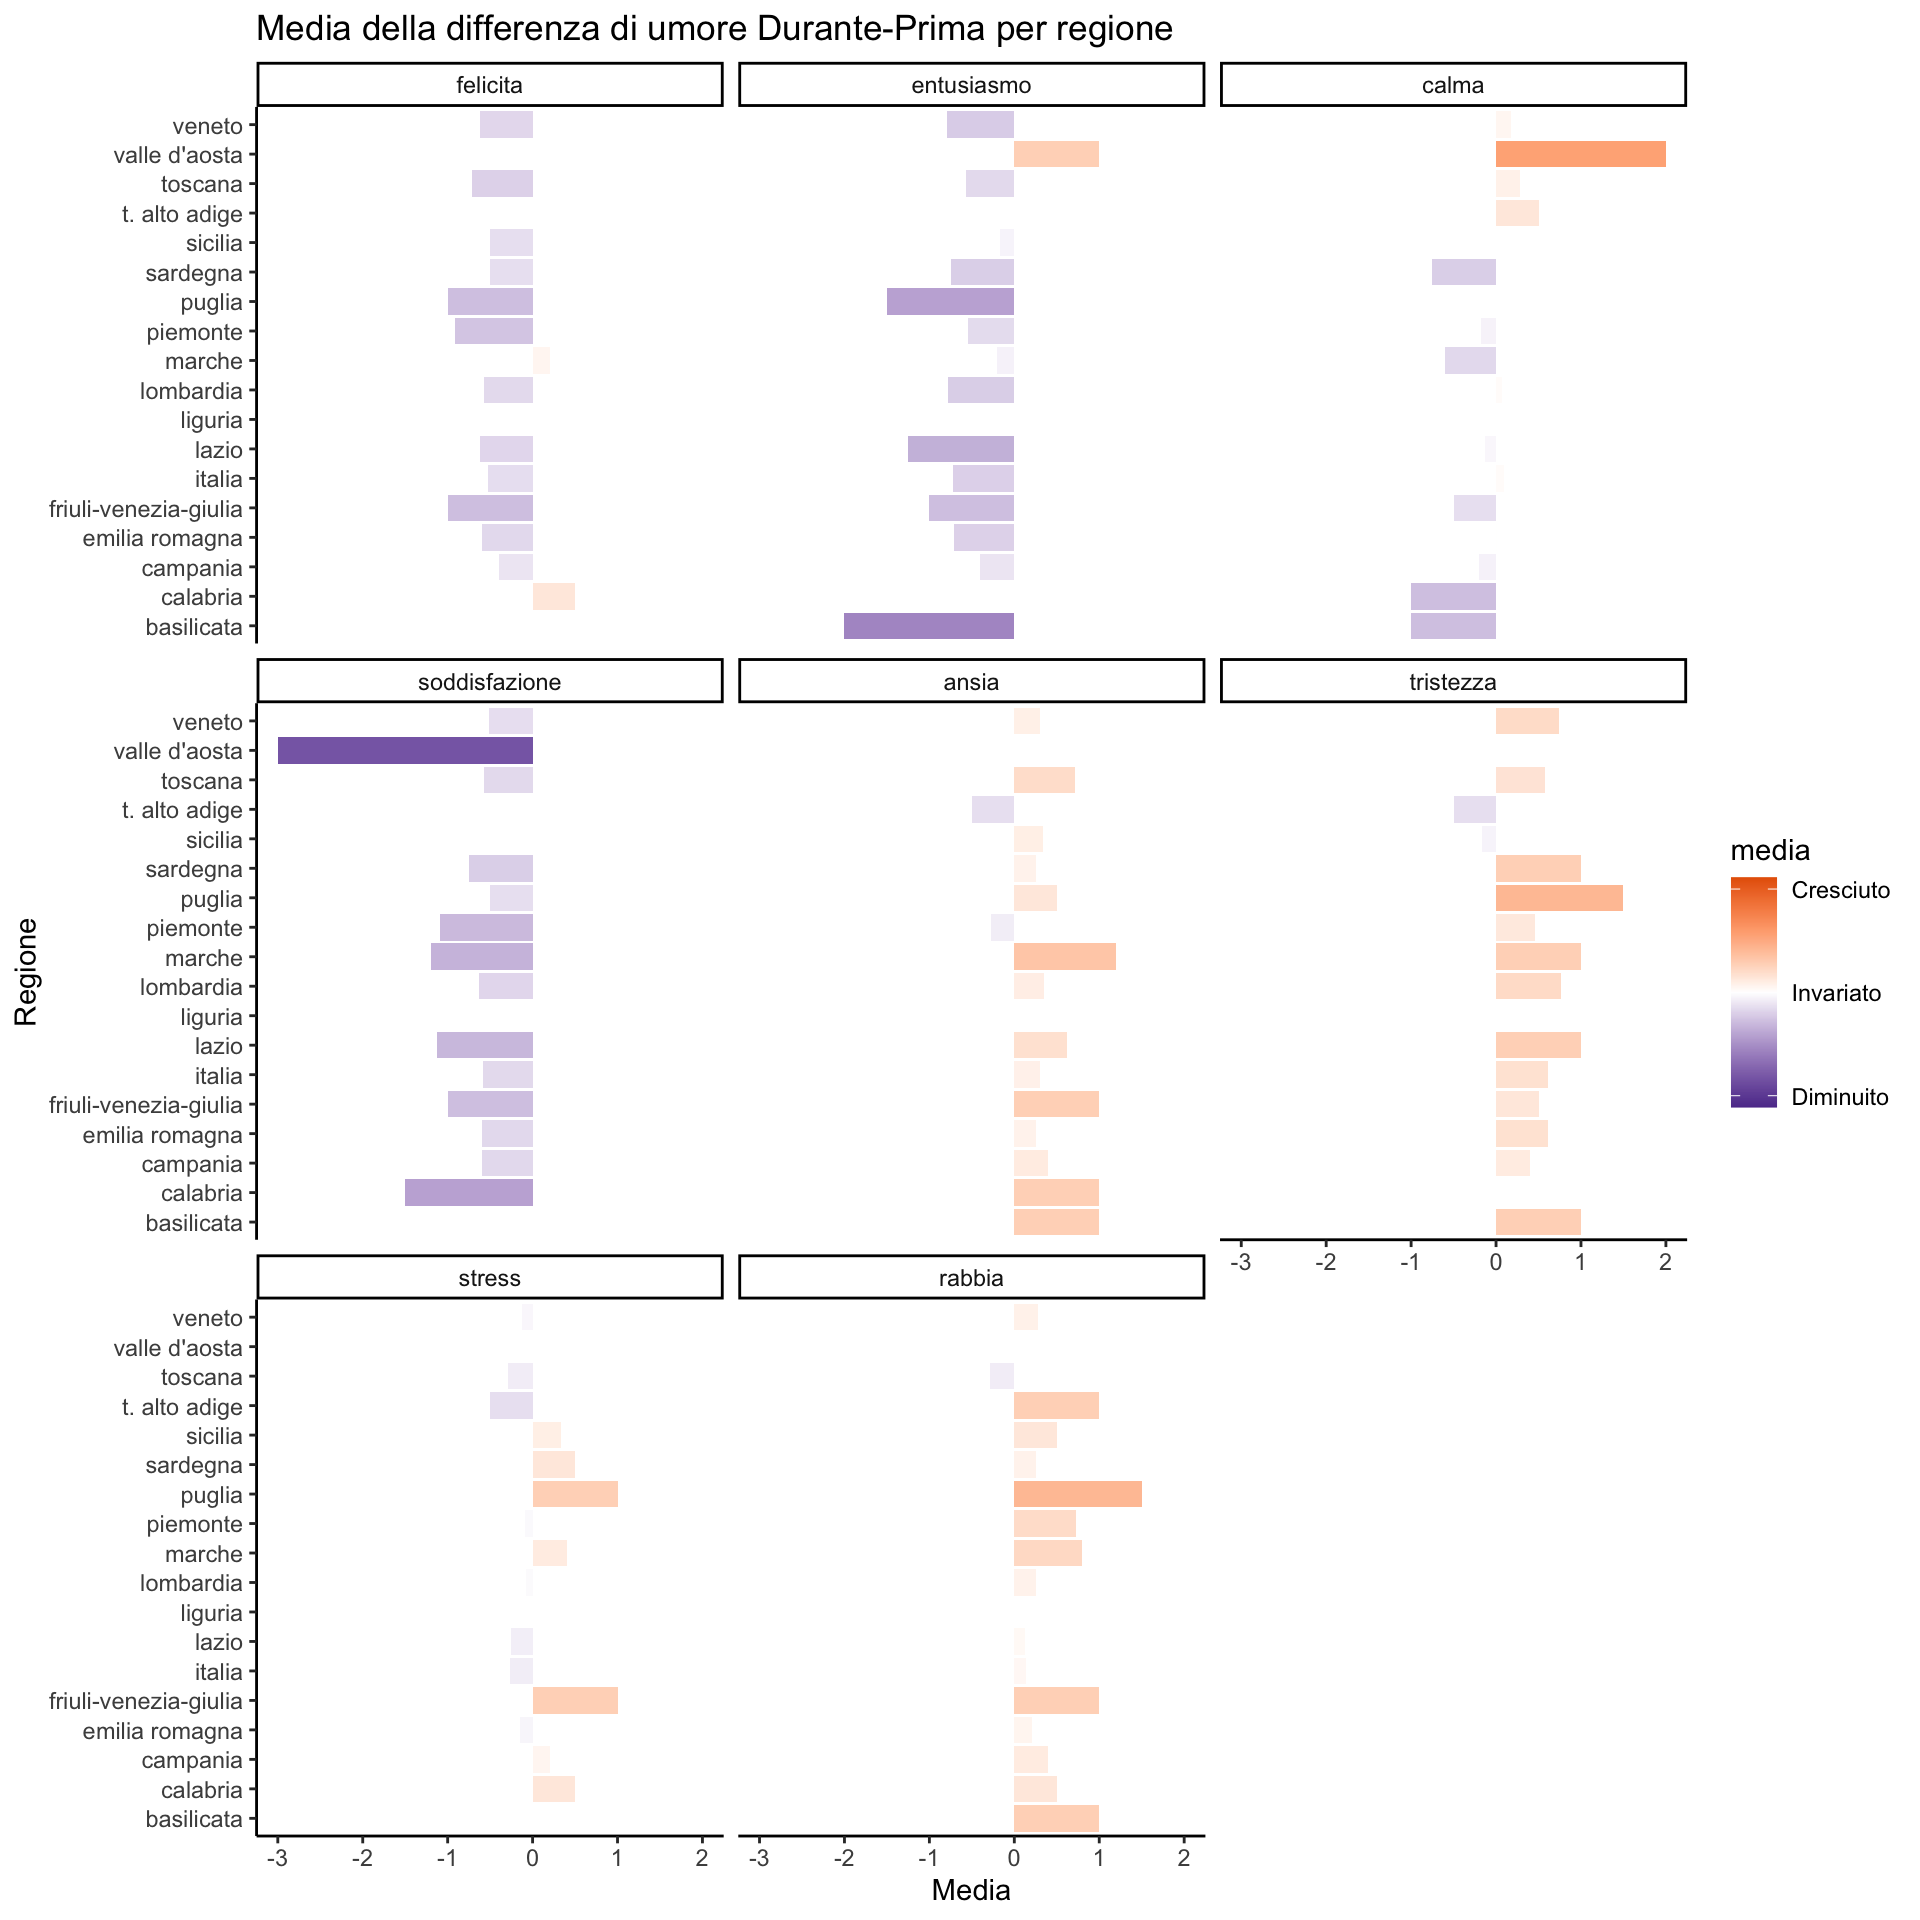 Media della differenza di umore Durante-Prima per regione
felicita
entusiasmo
calma
veneto
valle d'aosta
toscana
t. alto adige
sicilia
sardegna
puglia
piemonte
marche
lombardia
liguria
lazio
italia
friuli-venezia-giulia
emilia romagna
campania
calabria
basilicata
soddisfazione
ansia
tristezza
veneto
valle d'aosta
toscana
t. alto adige
sicilia
sardegna
puglia
piemonte
marche
lombardia
liguria
lazio
italia
friuli-venezia-giulia
emilia romagna
campania
calabria
basilicata
-3 -2 -1 0 1 2
stress
rabbia
veneto
valle d'aosta
toscana
t. alto adige
sicilia
sardegna
puglia
piemonte
marche
lombardia
liguria
lazio
italia
friuli-venezia-giulia
emilia romagna
campania
calabria
basilicata
-3 -2 -1 0 1 2
-3 -2 -1 0 1 2
Media
Regione
media
Cresciuto
Invariato
Diminuito